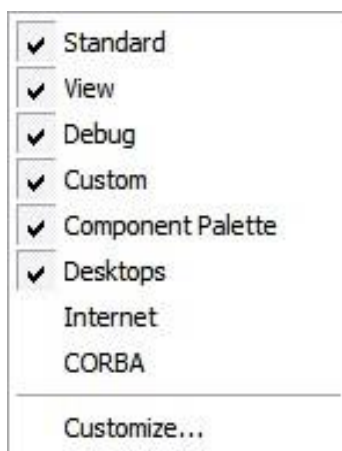 Standard
View
Debug
Custom
Component Palette
Desktops
Internet
CORBA
Customize...